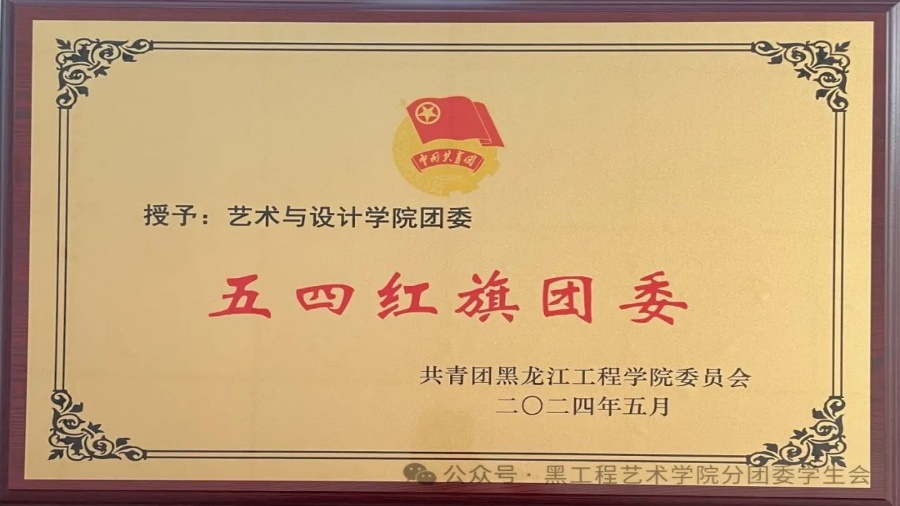 中国共青团
授予：艺术与设计学院团委
五四红旗团委
共青团黑龙江工程学院委员会
二〇二四年五月
公众号·黑工程艺术学院分团委学生会